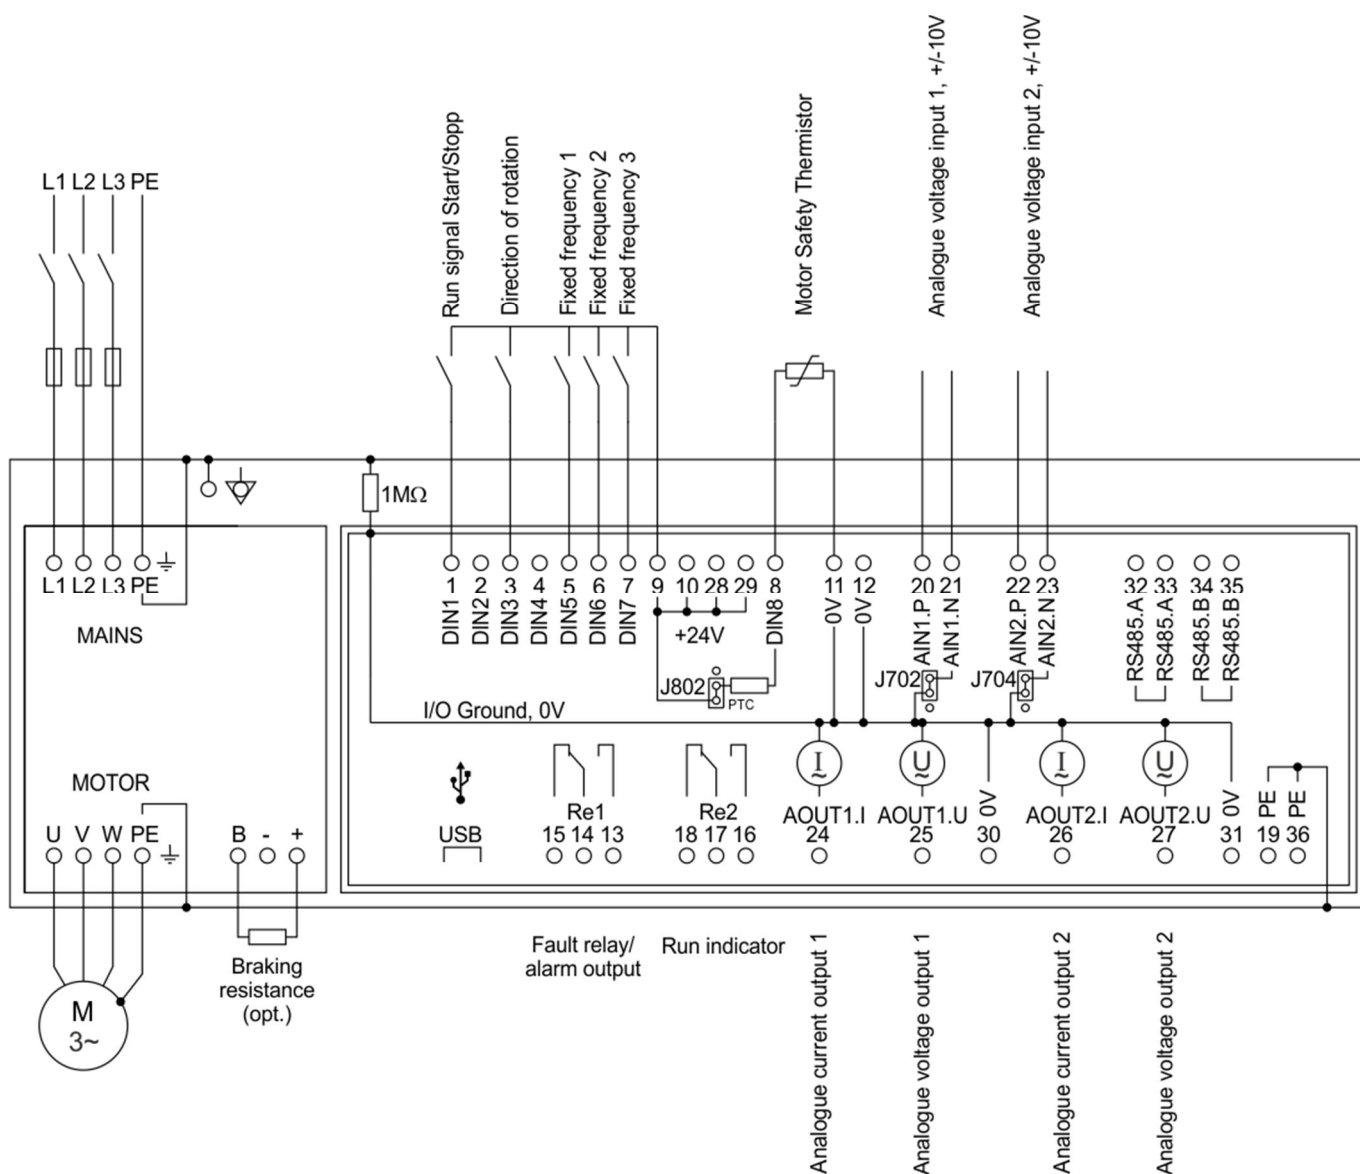 Run signal Start/Stopp
Direction of rotation
Fixed frequency 1
Fixed frequency 2
Fixed frequency 3
Motor Safety Thermistor
Analogue voltage input 1, +/-10V
Analogue voltage input 2, +/-10V
L1 L2 L3 PE
1MΩ
L1 L2 L3 PE
MAINS
1 2 3 4 5 6 7 9 10 28 29 8 11 12 20 21 22 23 32 33 34 35
DIN1
DIN2
DIN3
DIN4
DIN5
DIN6
DIN7
+24V
DIN8
0V
0V
AIN1.P
AIN1.N
AIN2.P
AIN2.N
RS485.A
RS485.A
RS485.B
RS485.B
J802
PTC
J702
J704
I/O Ground, 0V
MOTOR
U V W PE
B - +
USB
Re1
15 14 13
Re2
18 17 16
I
~
AOUT1.I
24
U
~
AOUT1.U
25
0V
30
I
~
AOUT2.I
26
U
~
AOUT2.U
27
0V
31
PE
19
PE
36
M
3~
Braking
resistance
(opt.)
Fault relay/
alarm output
Run indicator
Analogue current output 1
Analogue voltage output 1
Analogue current output 2
Analogue voltage output 2